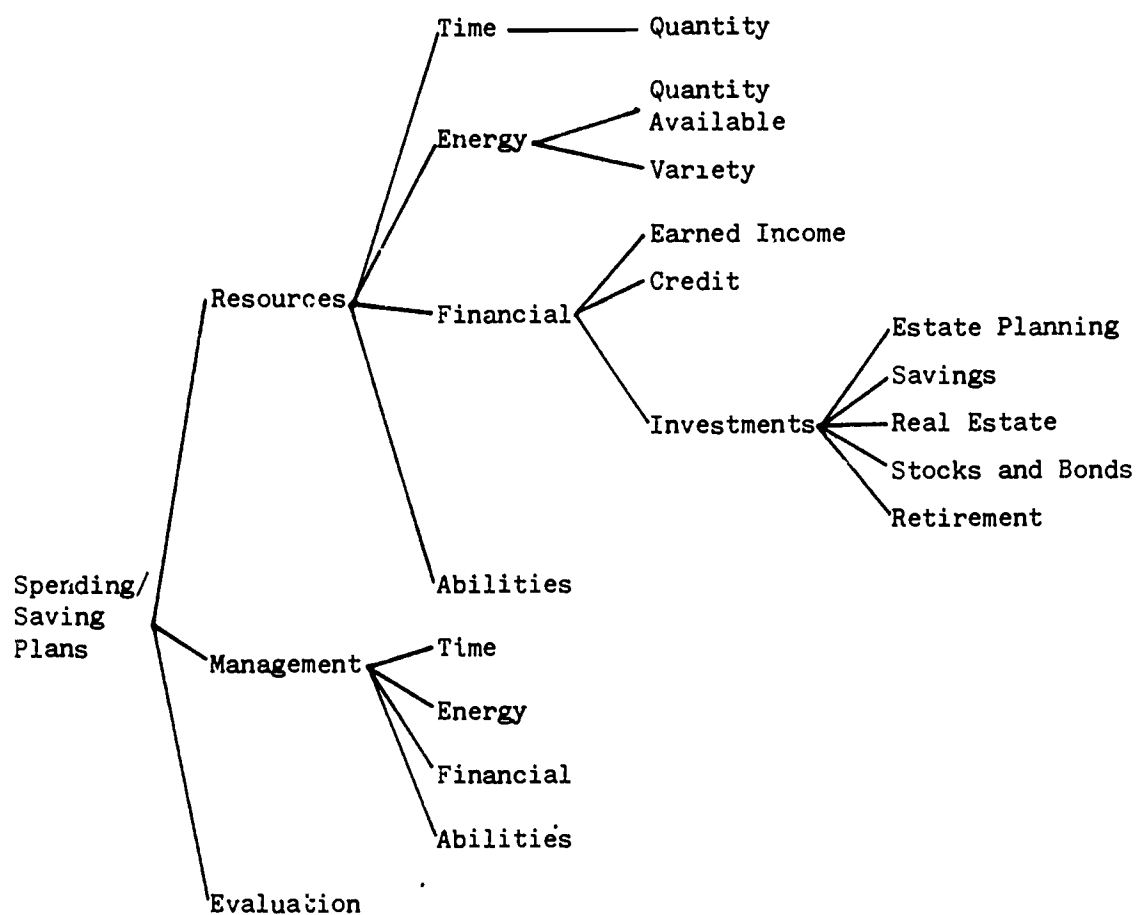 Time
Quantity
Quantity
Available
Energy
Variety
Earned Income
Credit
Resources
Financial
Estate Planning
Savings
Investments
Real Estate
Stocks and Bonds
Retirement
Spending/
Saving
Plans
Abilities
Management
Time
Energy
Financial
Abilities
Evaluation